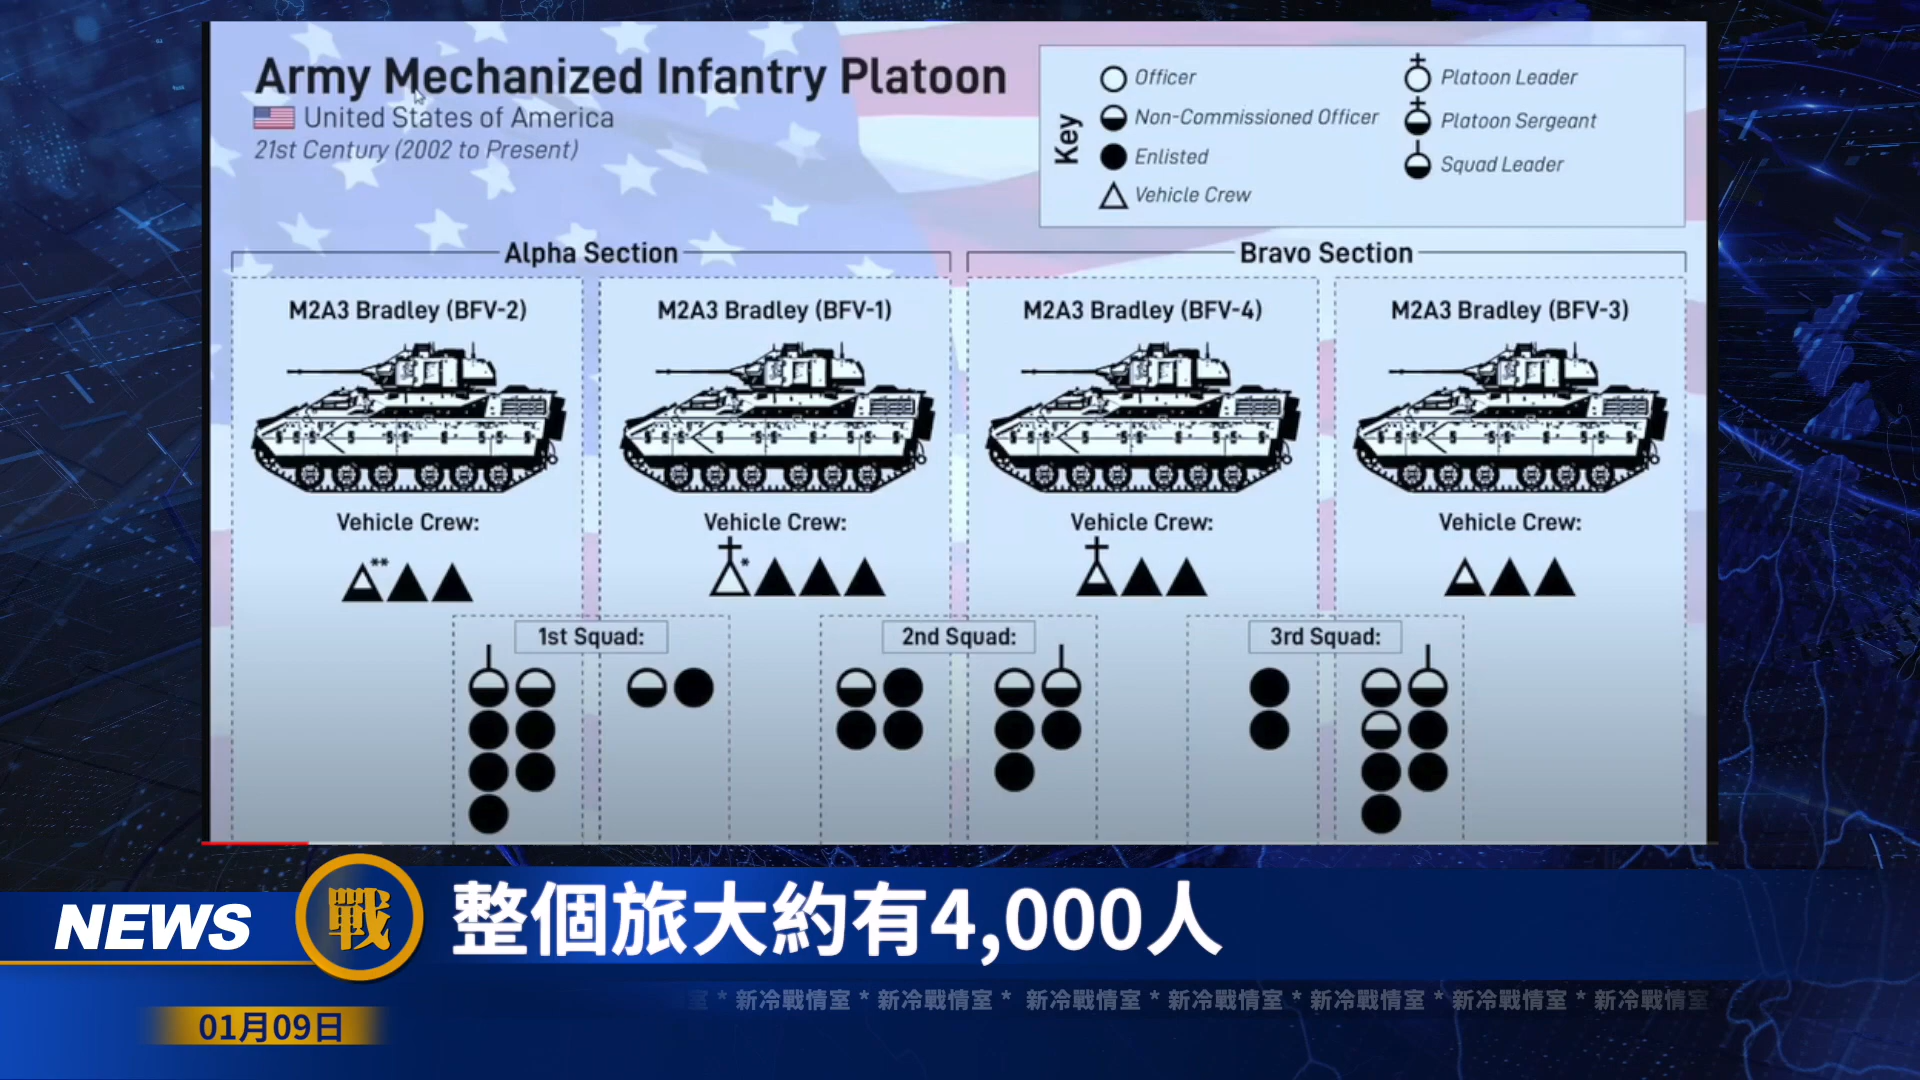 Army Mechanized Infantry Platoon
United States of America
21st Century (2002 to Present)
Key
Officer
Non-Commissioned Officer
Enlisted
Vehicle Crew
Platoon Leader
Platoon Sergeant
Squad Leader
Alpha Section
Bravo Section
M2A3 Bradley (BFV-2)
M2A3 Bradley (BFV-1)
M2A3 Bradley (BFV-4)
M2A3 Bradley (BFV-3)
Vehicle Crew:
Vehicle Crew:
Vehicle Crew:
Vehicle Crew:
**
*
1st Squad:
2nd Squad:
3rd Squad:
NEWS
戰
整個旅大約有4,000人
室 * 新冷戰情室 * 新冷戰情室 * 新冷戰情室 * 新冷戰情室 * 新冷戰情室 * 新冷戰情室 * 新冷戰情室
01月09日